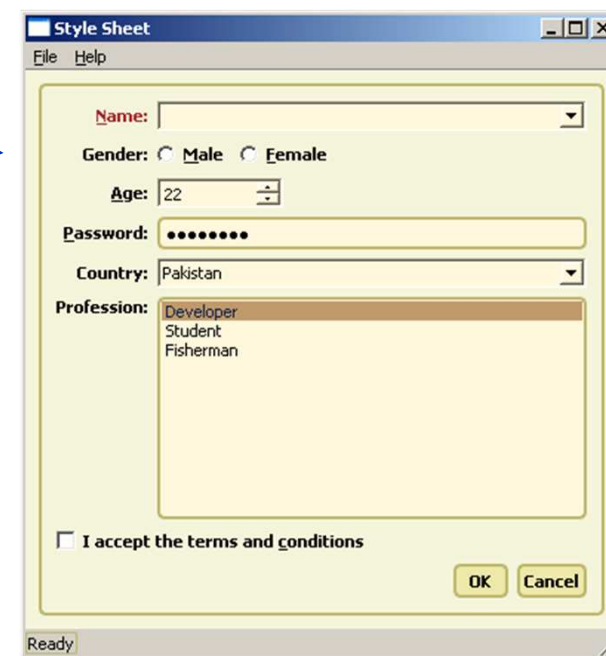 Style Sheet
File Help
Name:
Gender: Male Female
Age: 22
Password: ●●●●●●●●
Country: Pakistan
Profession: Developer
Student
Fisherman
I accept the terms and conditions
OK Cancel
Ready